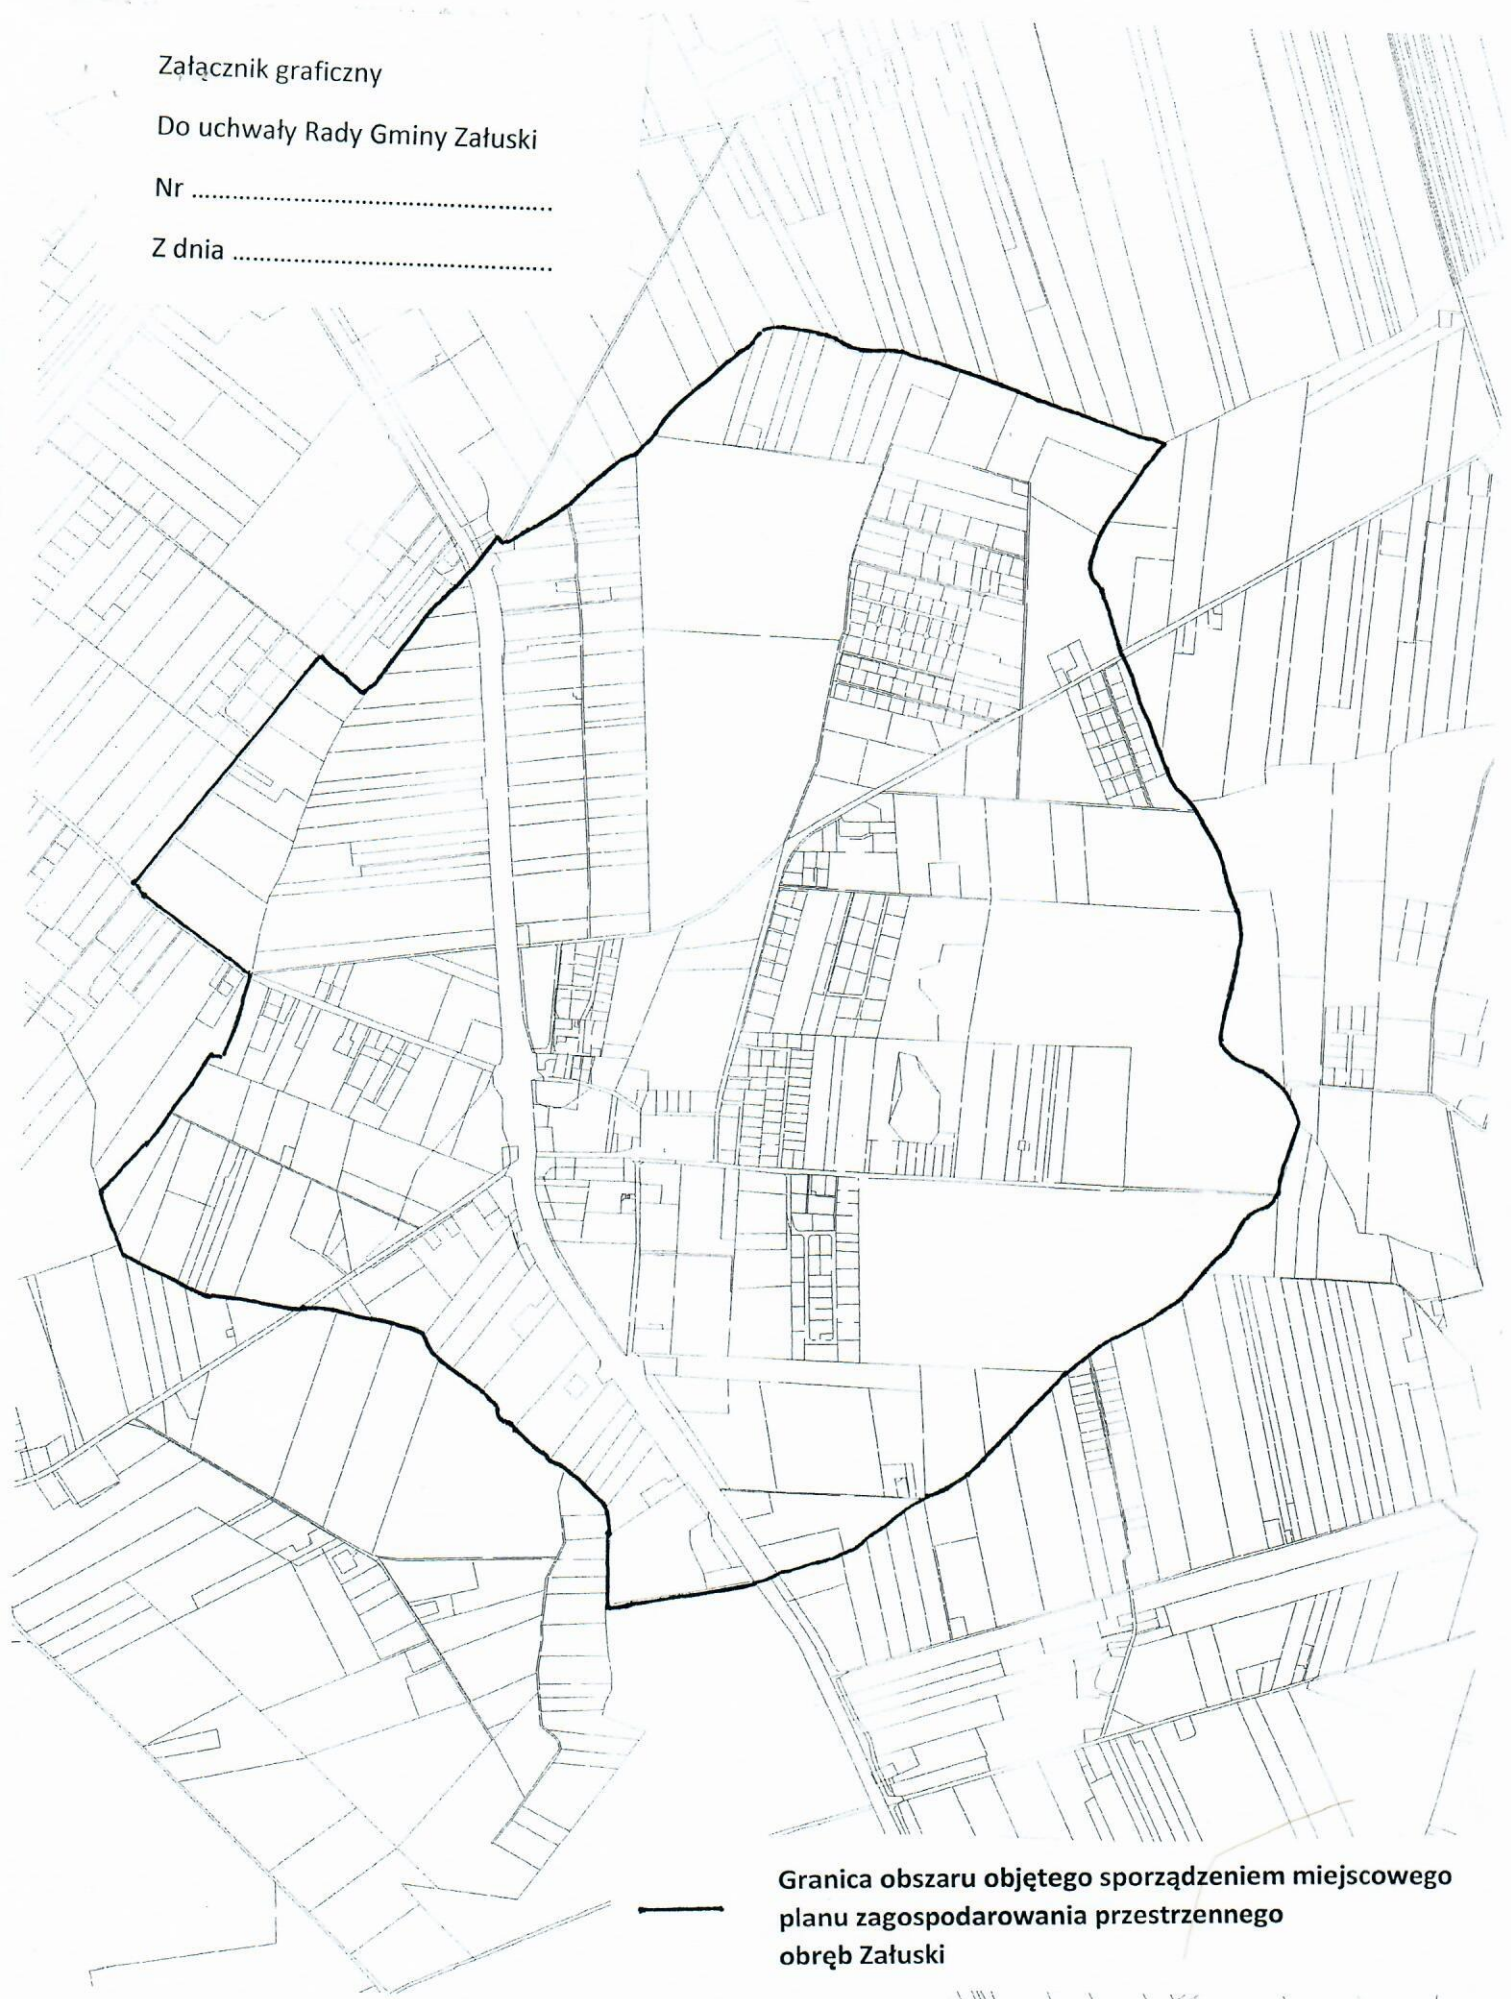 Załącznik graficzny
Do uchwały Rady Gminy Załuski
Nr ......................................................
Z dnia ................................................
Granica obszaru objętego sporządzeniem miejscowego
planu zagospodarowania przestrzennego
obręb Załuski